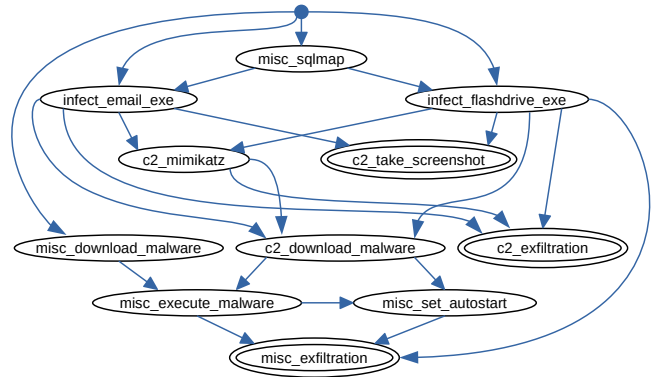 misc_sqlmap
infect_email_exe
infect_flashdrive_exe
c2_mimikatz
c2_take_screenshot
misc_download_malware
c2_download_malware
c2_exfiltration
misc_execute_malware
misc_set_autostart
misc_exfiltration